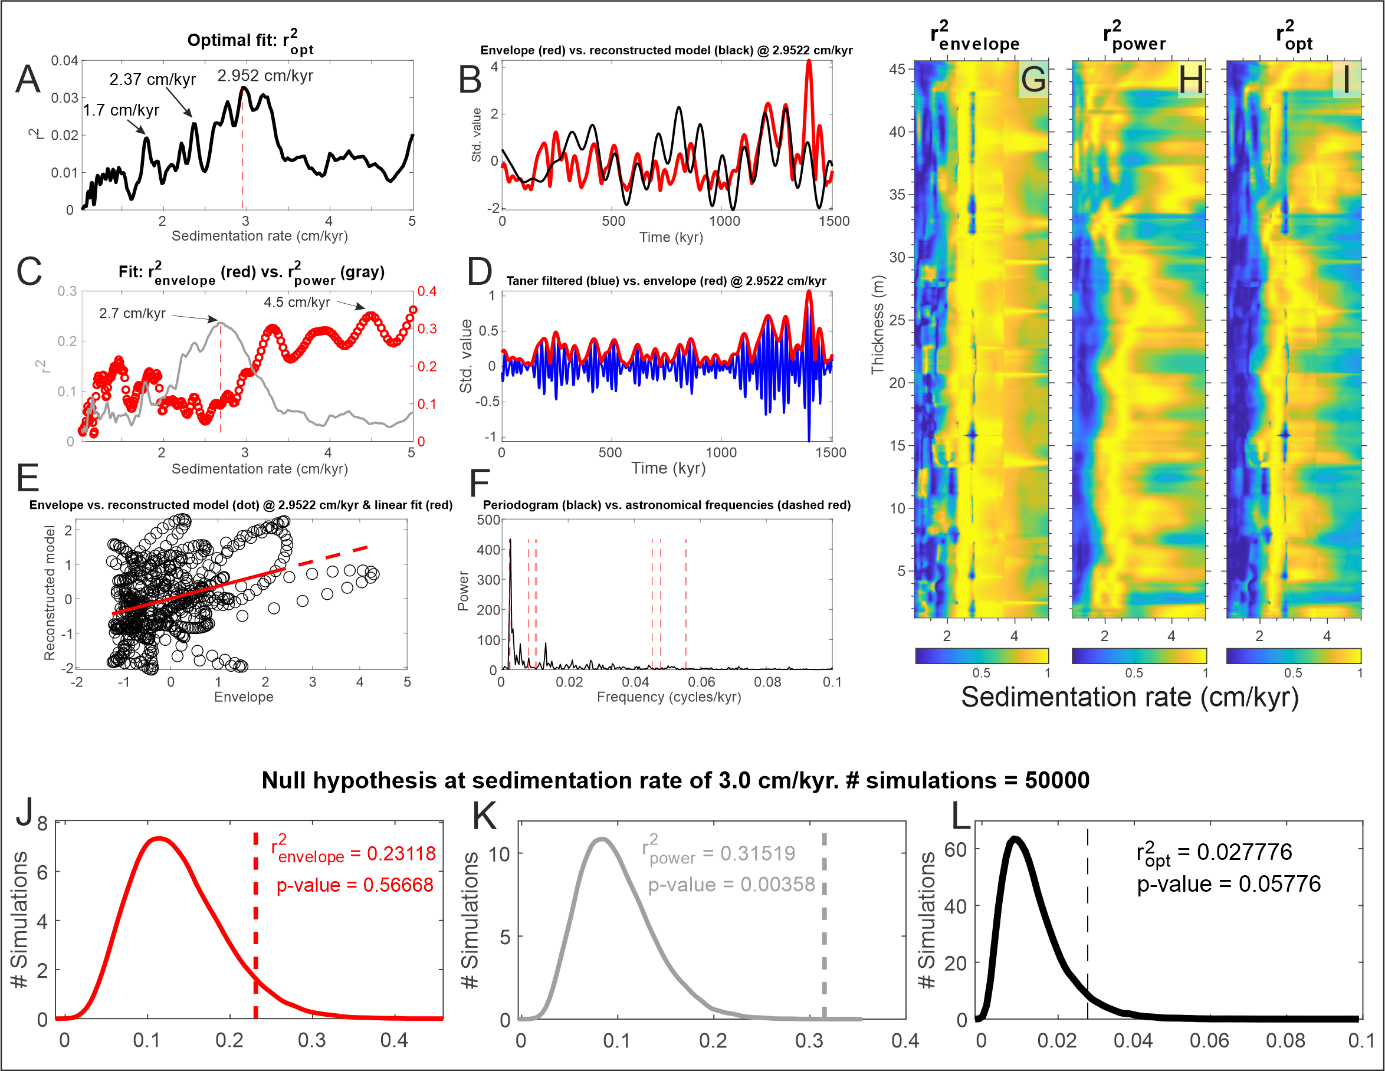 A
Optimal fit: r²opt
2.37 cm/kyr
2.952 cm/kyr
1.7 cm/kyr
r²
0.04
0.03
0.02
0.01
0
2 3 4 5
Sedimentation rate (cm/kyr)
B
Envelope (red) vs. reconstructed model (black) @ 2.9522 cm/kyr
Std. value
4
2
0
-2
0 500 1000 1500
Time (kyr)
C
Fit: r²envelope (red) vs. r²power (gray)
2.7 cm/kyr
4.5 cm/kyr
r²
0.3
0.2
0.1
0
0.4
0.3
0.2
0.1
0
2 3 4 5
Sedimentation rate (cm/kyr)
D
Taner filtered (blue) vs. envelope (red) @ 2.9522 cm/kyr
Std. value
1
0.5
0
-0.5
-1
0 500 1000 1500
Time (kyr)
E
Envelope vs. reconstructed model (dot) @ 2.9522 cm/kyr & linear fit (red)
Reconstructed model
2
1
0
-1
-2
-2 -1 0 1 2 3 4 5
Envelope
F
Periodogram (black) vs. astronomical frequencies (dashed red)
Power
500
400
300
200
100
0
0 0.02 0.04 0.06 0.08 0.1
Frequency (cycles/kyr)
r²envelope
r²power
r²opt
G
H
I
Thickness (m)
45
40
35
30
25
20
15
10
5
2 4
2 4
2 4
0.5 1
0.5 1
0.5 1
Sedimentation rate (cm/kyr)
Null hypothesis at sedimentation rate of 3.0 cm/kyr. # simulations = 50000
J
# Simulations
8
6
4
2
0
r²envelope = 0.23118
p-value = 0.56668
0 0.1 0.2 0.3 0.4
K
# Simulations
10
5
0
r²power = 0.31519
p-value = 0.00358
0 0.1 0.2 0.3 0.4
L
# Simulations
60
40
20
0
r²opt = 0.027776
p-value = 0.05776
0 0.02 0.04 0.06 0.08 0.1